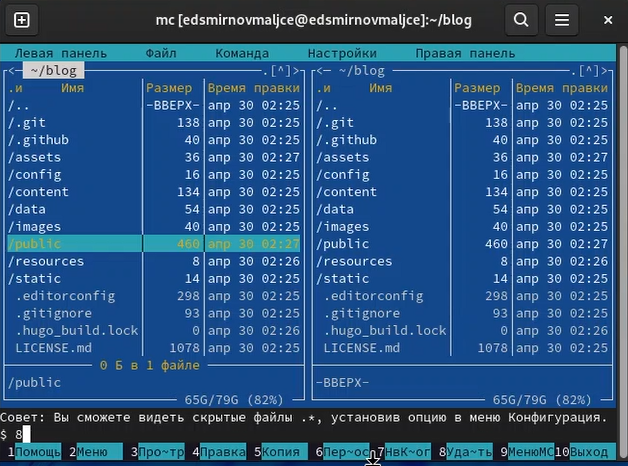 mc [edsmirnovmaljce@edsmirnovmaljce]:~/blog
Левая панель Файл Команда Настройки Правая панель
<— ~/blog .[^]> <— ~/blog .[^]>
.и Имя Размер Время правки .и Имя Размер Время правки
/.. -ВВЕРХ- апр 30 02:25 /.. -ВВЕРХ- апр 30 02:25
/.git 138 апр 30 02:25 /.git 138 апр 30 02:25
/.github 40 апр 30 02:25 /.github 40 апр 30 02:25
/assets 36 апр 30 02:27 /assets 36 апр 30 02:27
/config 16 апр 30 02:25 /config 16 апр 30 02:25
/content 134 апр 30 02:25 /content 134 апр 30 02:25
/data 54 апр 30 02:25 /data 54 апр 30 02:25
/images 40 апр 30 02:25 /images 40 апр 30 02:25
/public 460 апр 30 02:27 /public 460 апр 30 02:27
/resources 8 апр 30 02:26 /resources 8 апр 30 02:26
/static 14 апр 30 02:25 /static 14 апр 30 02:25
.editorconfig 298 апр 30 02:25 .editorconfig 298 апр 30 02:25
.gitignore 93 апр 30 02:25 .gitignore 93 апр 30 02:25
.hugo_build.lock 0 апр 30 02:26 .hugo_build.lock 0 апр 30 02:26
LICENSE.md 1078 апр 30 02:25 LICENSE.md 1078 апр 30 02:25
0 Б в 1 файле
/public -ВВЕРХ-
65G/79G (82%) 65G/79G (82%)
Совет: Вы сможете видеть скрытые файлы .*, установив опцию в меню Конфигурация.
$ 8
1Помощь 2Меню 3Про~тр 4Правка 5Копия 6Пер~ос 7НвК~ог 8Уда~ть 9МенюМС 10Выход